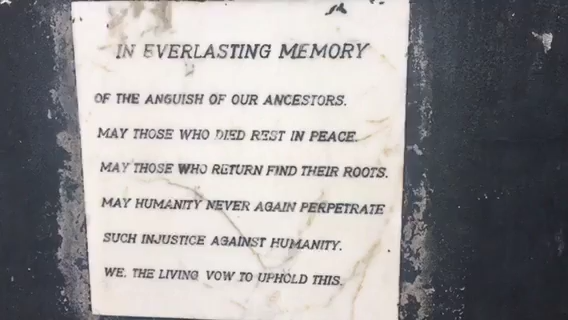 IN EVERLASTING MEMORY
OF THE ANGUISH OF OUR ANCESTORS.
MAY THOSE WHO DIED REST IN PEACE.
MAY THOSE WHO RETURN FIND THEIR ROOTS.
MAY HUMANITY NEVER AGAIN PERPETRATE
SUCH INJUSTICE AGAINST HUMANITY.
WE. THE LIVING VOW TO UPHOLD THIS.